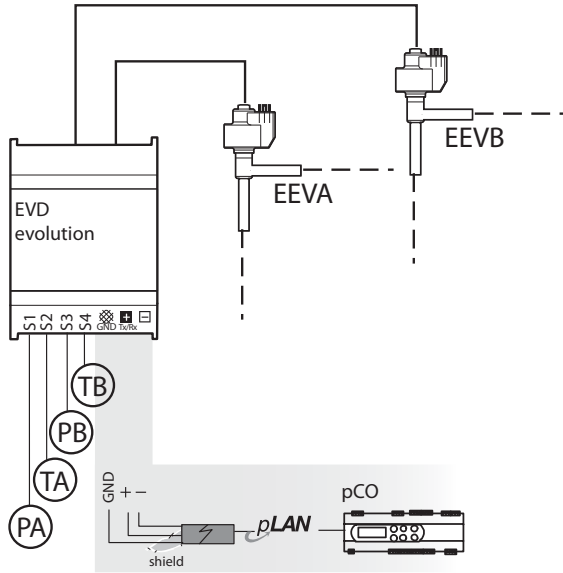 EEVB
EEVA
EVD
evolution
S1
S2
S3
S4
GND
Tx/Rx
+
−
TB
PB
TA
PA
GND
+
−
shield
pLAN
pCO